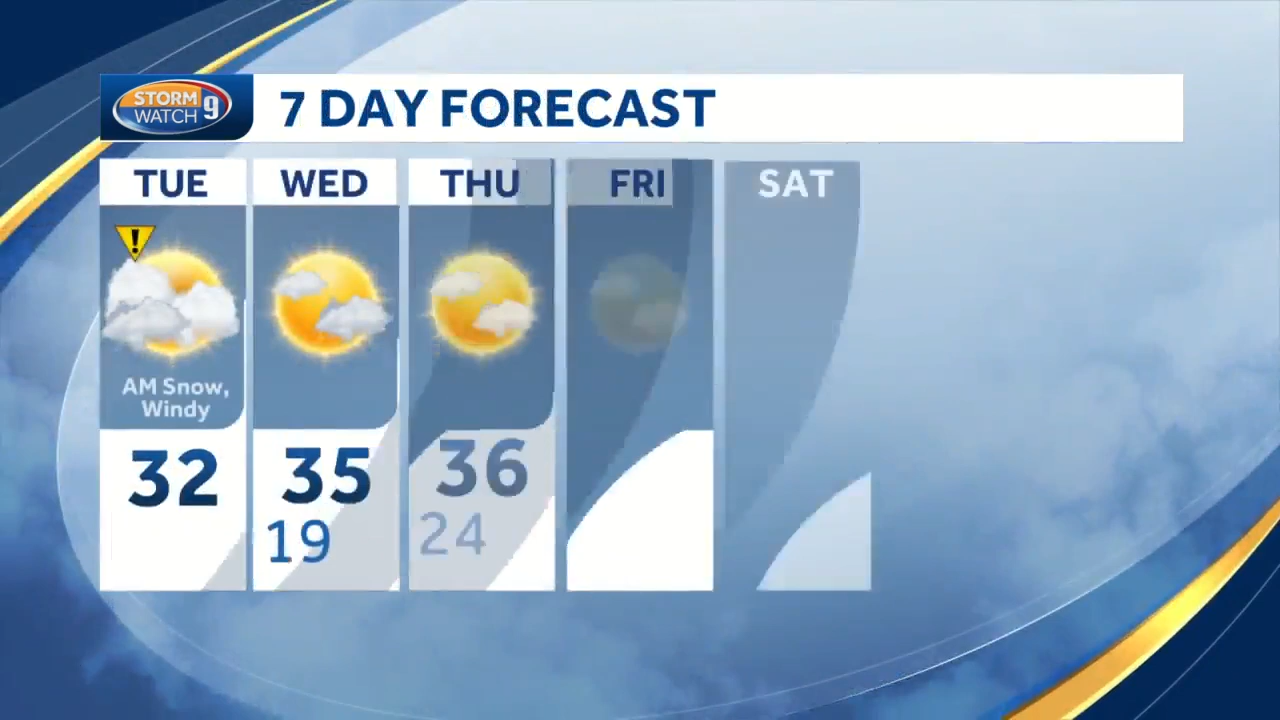 STORM
WATCH 9
7 DAY FORECAST
TUE
WED
THU
FRI
SAT
!
AM Snow,
Windy
32
35
36
19
24